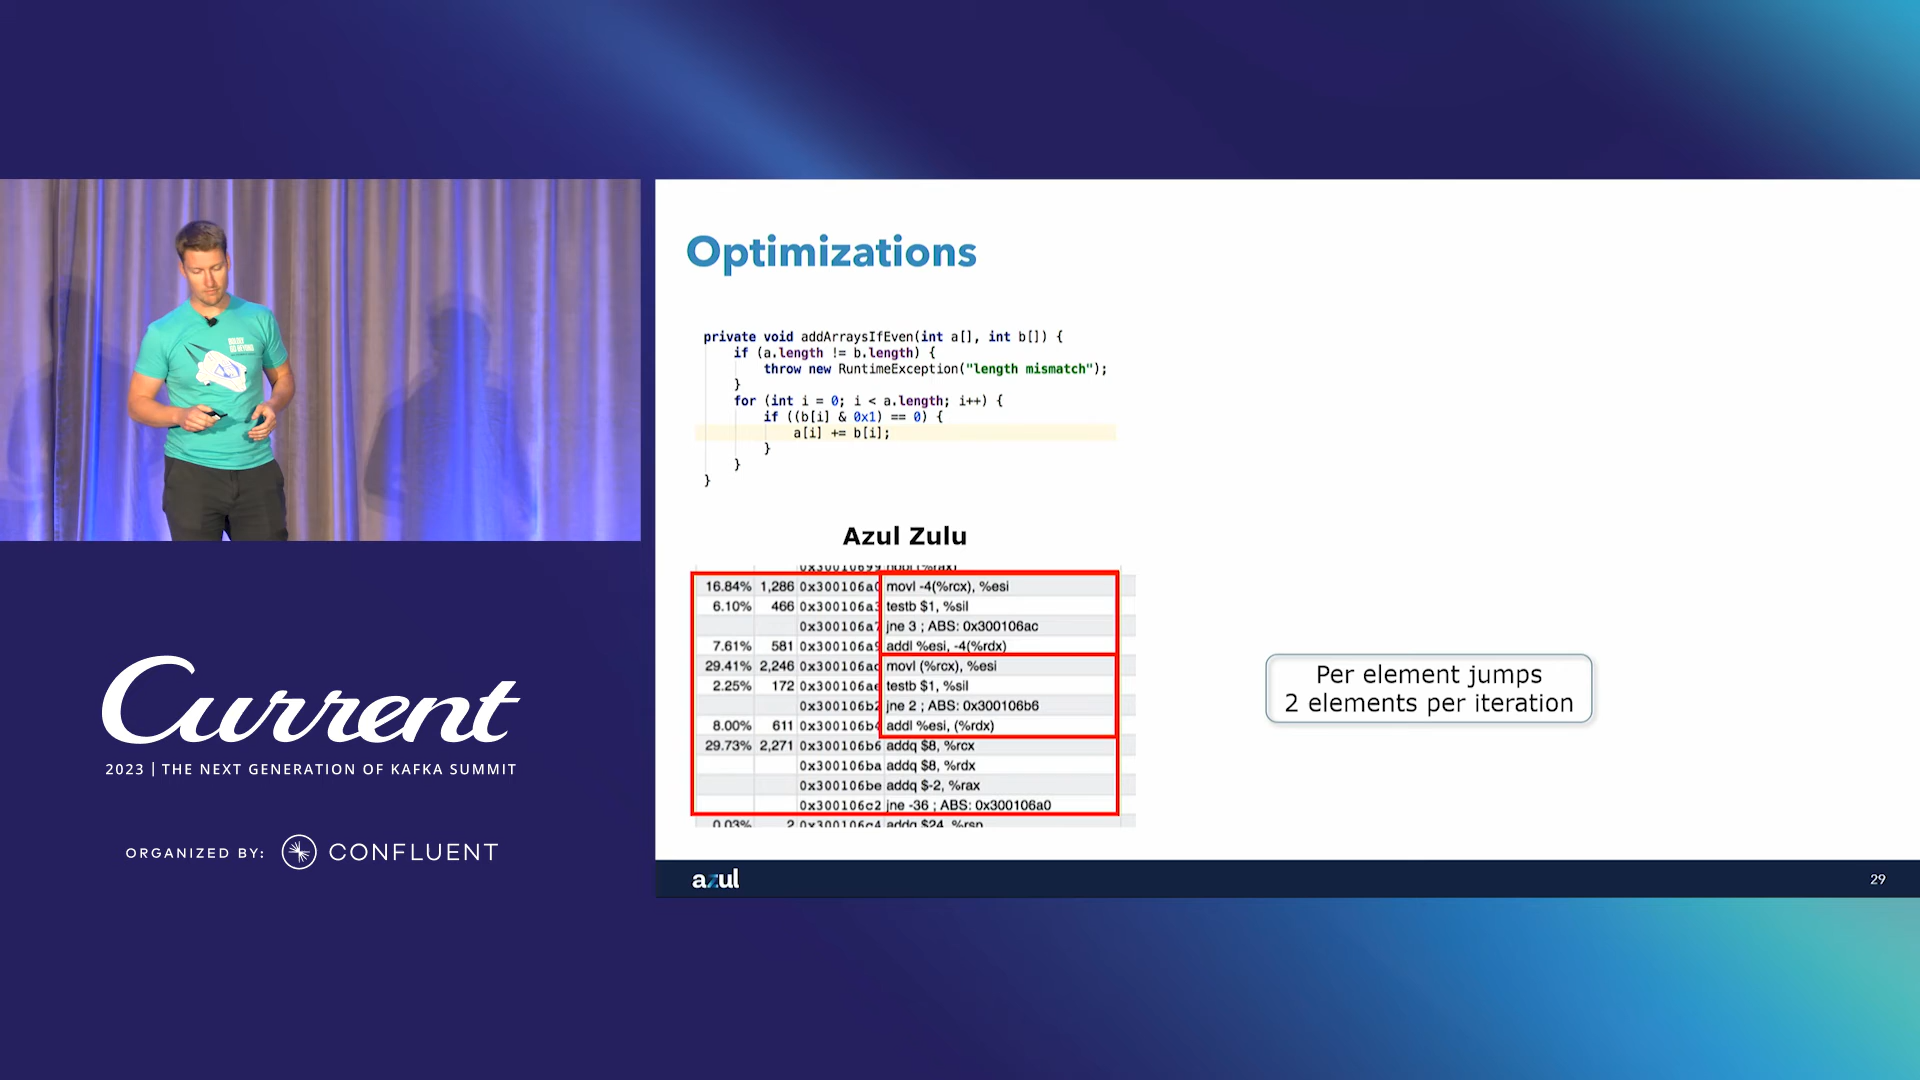 Optimizations
private void addArraysIfEven(int a[], int b[]) {
if (a.length != b.length) {
throw new RuntimeException("length mismatch");
}
for (int i = 0; i < a.length; i++) {
if ((b[i] & 0x1) == 0) {
a[i] += b[i];
}
}
}
Azul Zulu
16.84% 1,286 0x300106a0 movl -4(%rcx), %esi
6.10% 466 0x300106a3 testb $1, %sil
0x300106a7 jne 3 ; ABS: 0x300106ac
7.61% 581 0x300106a9 addl %esi, -4(%rdx)
29.41% 2,246 0x300106ac movl (%rcx), %esi
2.25% 172 0x300106ae testb $1, %sil
0x300106b2 jne 2 ; ABS: 0x300106b6
8.00% 611 0x300106b4 addl %esi, (%rdx)
29.73% 2,271 0x300106b6 addq $8, %rcx
0x300106ba addq $8, %rdx
0x300106be addq $-2, %rax
0x300106c2 jne -36 ; ABS: 0x300106a0
0.03% 2 0x300106c4 addq $24, %rsp
Per element jumps
2 elements per iteration
azul
29
Current
2023 | THE NEXT GENERATION OF KAFKA SUMMIT
ORGANIZED BY: CONFLUENT